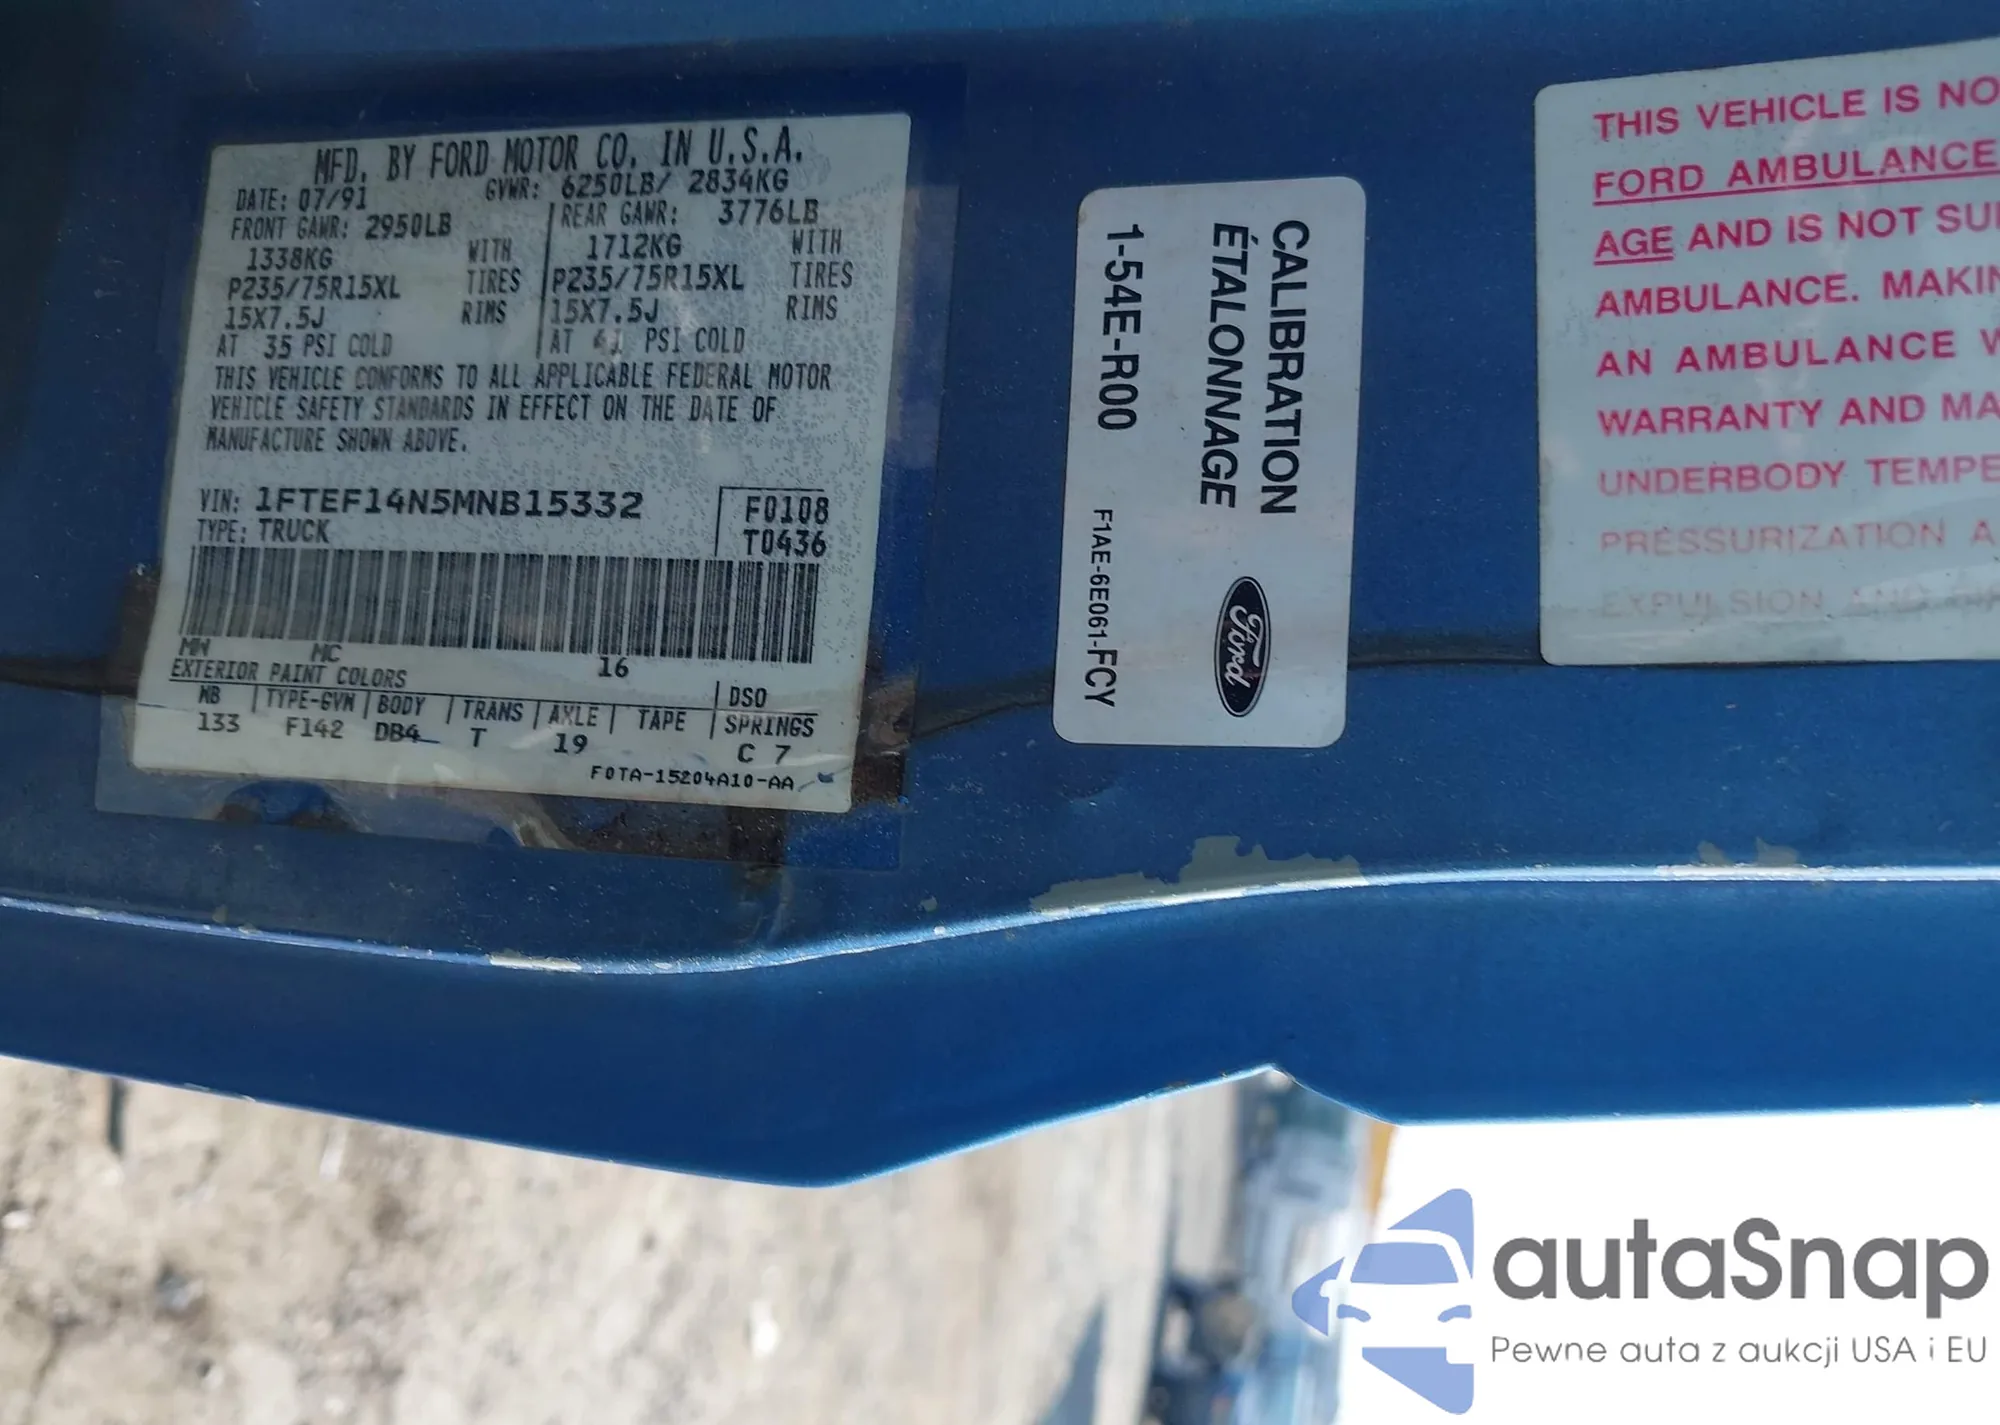 MFD. BY FORD MOTOR CO. IN U.S.A.
DATE: 07/91 GVWR: 6250LB/ 2834KG
FRONT GAWR: 2950LB REAR GAWR: 3776LB
1338KG WITH 1712KG WITH
P235/75R15XL TIRES P235/75R15XL TIRES
15X7.5J RIMS 15X7.5J RIMS
AT 35 PSI COLD AT 41 PSI COLD
THIS VEHICLE CONFORMS TO ALL APPLICABLE FEDERAL MOTOR
VEHICLE SAFETY STANDARDS IN EFFECT ON THE DATE OF
MANUFACTURE SHOWN ABOVE.
VIN: 1FTEF14N5MNB15332 F0108
TYPE: TRUCK T0436
MW MC
EXTERIOR PAINT COLORS 16 DSO
WB TYPE-GVW BODY TRANS AXLE TAPE SPRINGS
133 F142 DB4 T 19 C 7
F0TA-15204A10-AA
CALIBRATION
ÉTALONNAGE
1-54E-R00 F1AE-6E061-FCY
Ford
THIS VEHICLE IS NO
FORD AMBULANCE
AGE AND IS NOT SUI
AMBULANCE. MAKIN
AN AMBULANCE W
WARRANTY AND MA
UNDERBODY TEMPE
PRESSURIZATION A
EXPULSION AND
autaSnap
Pewne auta z aukcji USA i EU